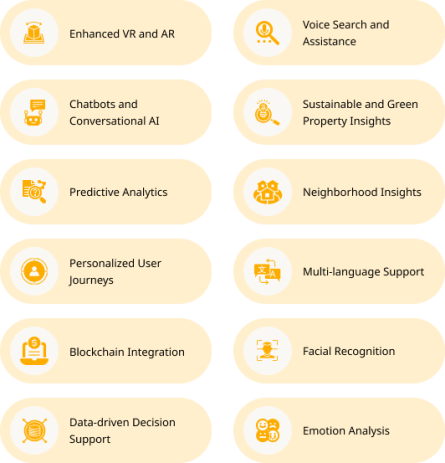 Enhanced VR and AR
Voice Search and
Assistance
Chatbots and
Conversational AI
Sustainable and Green
Property Insights
Predictive Analytics
Neighborhood Insights
Personalized User
Journeys
Multi-language Support
Blockchain Integration
Facial Recognition
Data-driven Decision
Support
Emotion Analysis